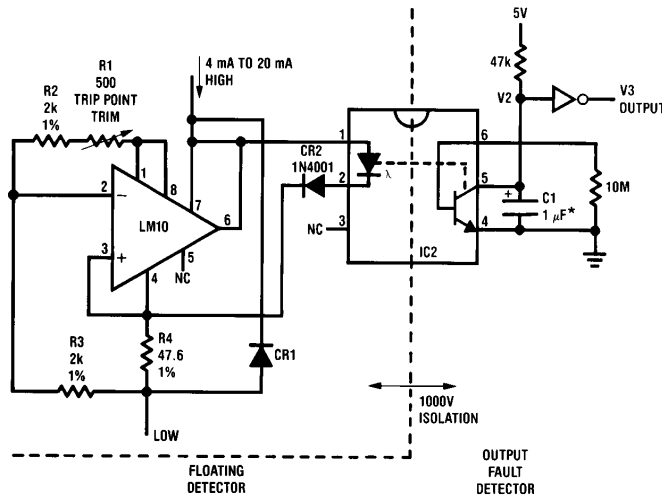 4 mA TO 20 mA
HIGH
5V
47k
V2
V3
OUTPUT
R1
500
TRIP POINT
TRIM
R2
2k
1%
CR2
1N4001
1
2
3
NC
λ
6
5
4
IC2
C1
+
1 μF*
10M
1
8
2
−
LM10
7
6
3
+
5
NC
4
R4
47.6
1%
CR1
R3
2k
1%
LOW
1000V
ISOLATION
FLOATING
DETECTOR
OUTPUT
FAULT
DETECTOR